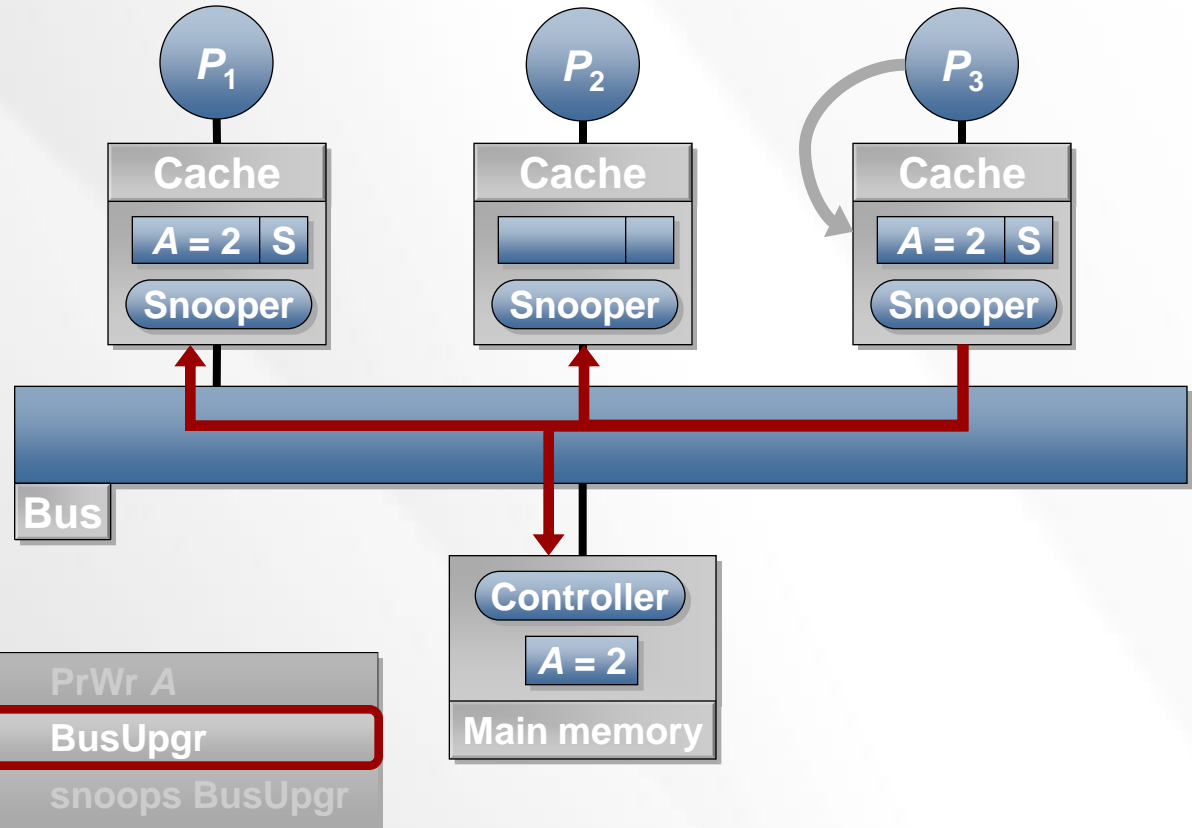 P1 P2 P3
Cache Cache Cache
A = 2 S A = 2 S
Snooper Snooper Snooper
Bus
Controller
A = 2
Main memory
PrWr A
BusUpgr
snoops BusUpgr